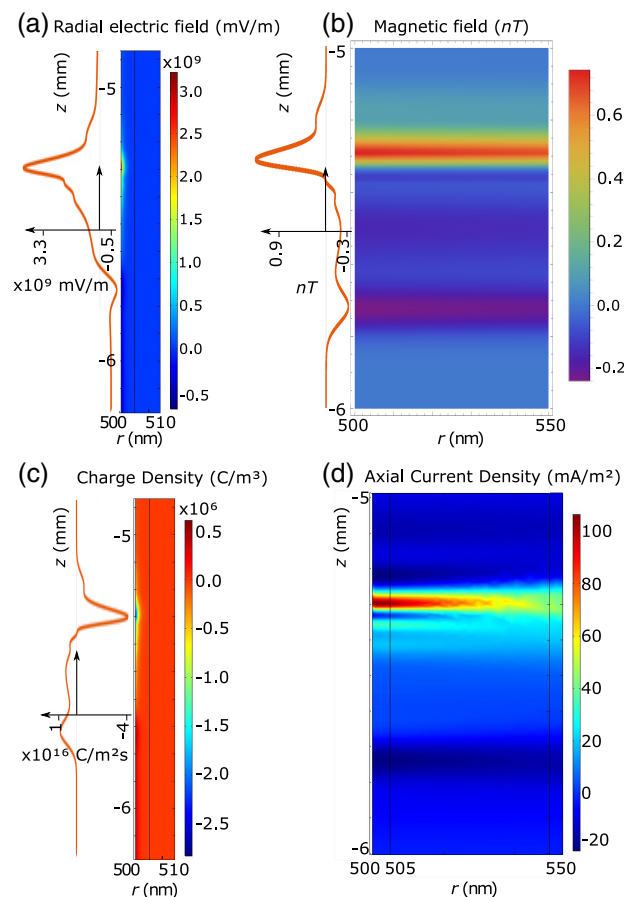 (a) Radial electric field (mV/m)
z (mm)
-5
-6
3.3
-0.5
x10⁹ mV/m
500 510
r (nm)
x10⁹
3.0
2.5
2.0
1.5
1.0
0.5
0.0
-0.5
(b) Magnetic field (nT)
z (mm)
-5
-6
0.9
-0.3
nT
500 550
r (nm)
0.6
0.4
0.2
0.0
-0.2
(c) Charge Density (C/m³)
z (mm)
-5
-6
1
-4
x10¹⁶ C/m²s
500 510
r (nm)
x10⁶
0.5
0.0
-0.5
-1.0
-1.5
-2.0
-2.5
(d) Axial Current Density (mA/m²)
z (mm)
-5
-6
500 505 550
r (nm)
100
80
60
40
20
0
-20